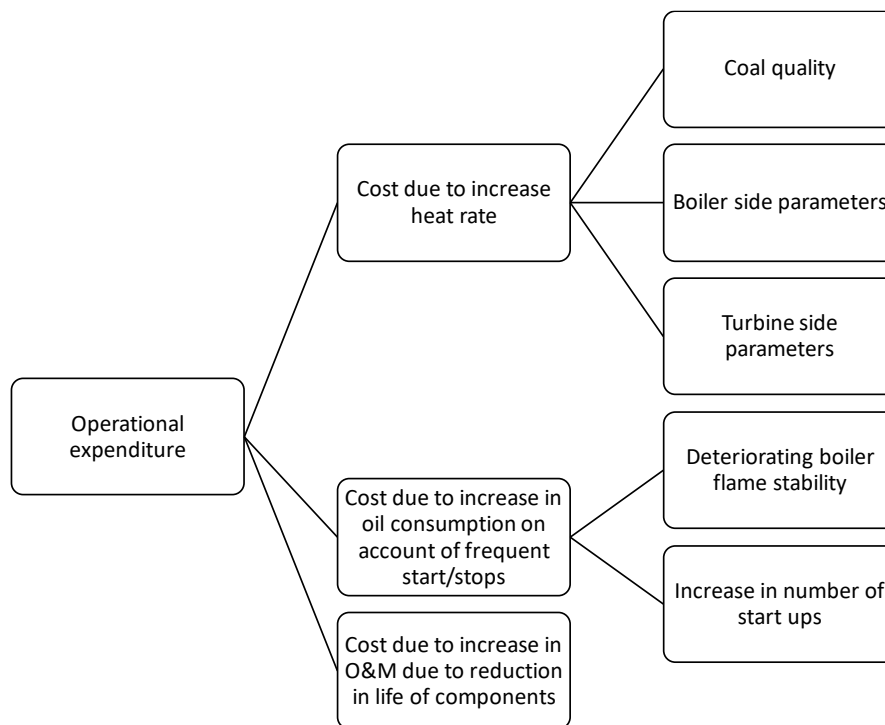 Coal quality
Cost due to increase
heat rate
Boiler side parameters
Turbine side
parameters
Operational
expenditure
Deteriorating boiler
flame stability
Cost due to increase in
oil consumption on
account of frequent
start/stops
Increase in number of
start ups
Cost due to increase in
O&M due to reduction
in life of components